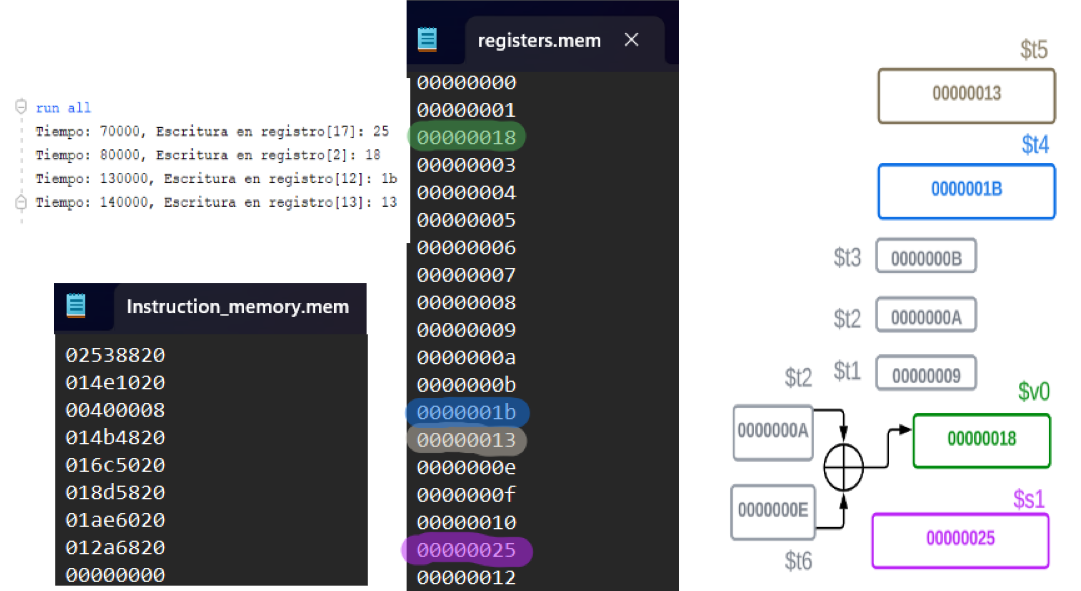 run all
Tiempo: 70000, Escritura en registro[17]: 25
Tiempo: 80000, Escritura en registro[2]: 18
Tiempo: 130000, Escritura en registro[12]: 1b
Tiempo: 140000, Escritura en registro[13]: 13
Instruction_memory.mem
02538820
014e1020
00400008
014b4820
016c5020
018d5820
01ae6020
012a6820
00000000
registers.mem
00000000
00000001
00000018
00000003
00000004
00000005
00000006
00000007
00000008
00000009
0000000a
0000000b
0000001b
00000013
0000000e
0000000f
00000010
00000025
00000012
$t5
00000013
$t4
0000001B
$t3
0000000B
$t2
0000000A
$t1
00000009
$t2
0000000A
$v0
00000018
0000000E
$t6
$s1
00000025